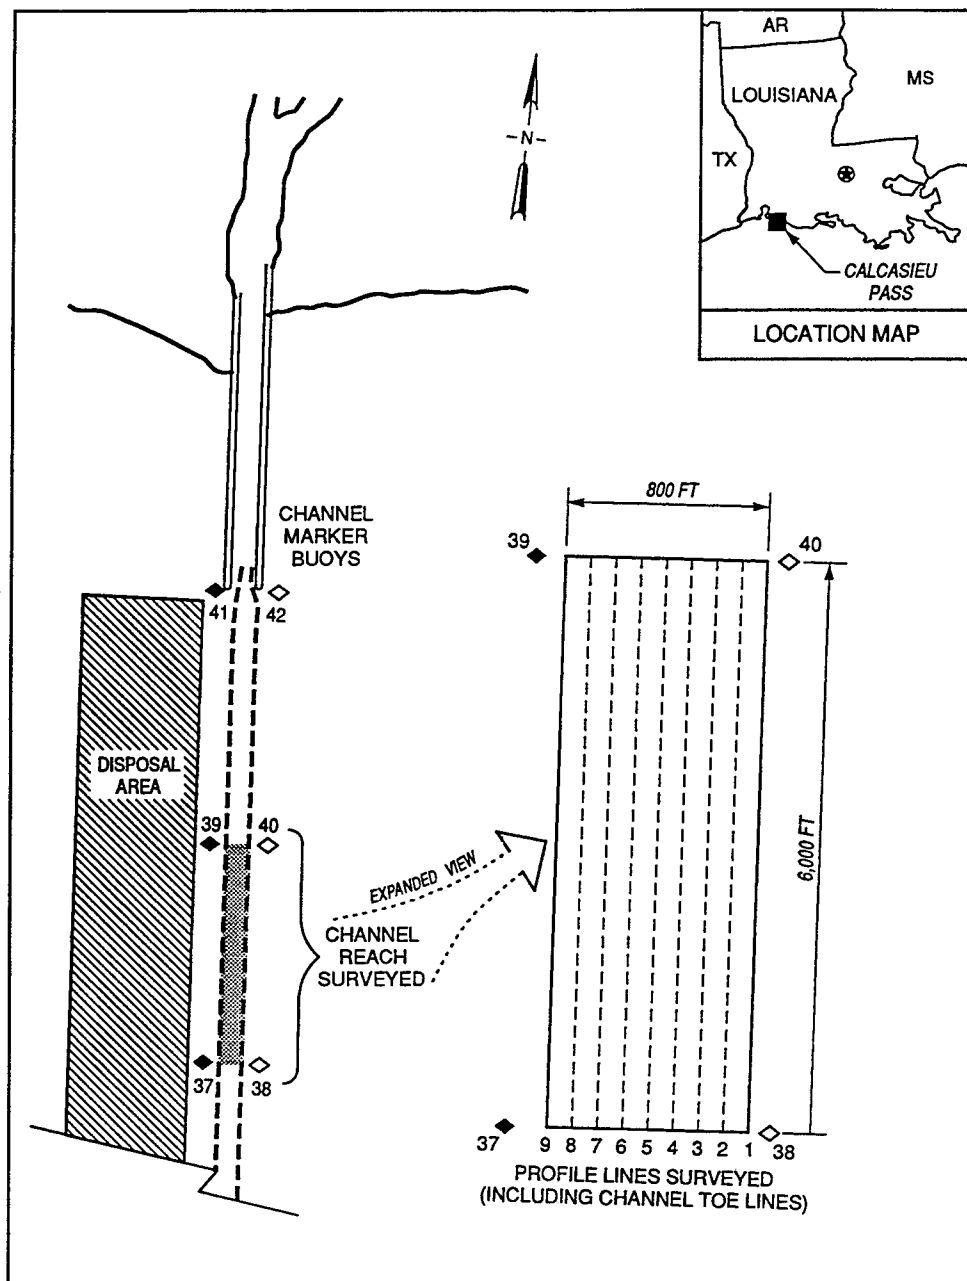 AR
MS
LOUISIANA
TX
CALCASIEU
PASS
LOCATION MAP
N
CHANNEL
MARKER
BUOYS
41
42
DISPOSAL
AREA
39
40
37
38
EXPANDED VIEW
CHANNEL
REACH
SURVEYED
800 FT
39
40
6,000 FT
37
9 8 7 6 5 4 3 2 1
38
PROFILE LINES SURVEYED
(INCLUDING CHANNEL TOE LINES)